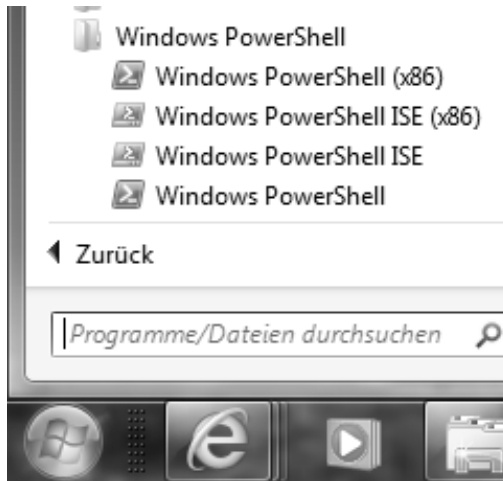 Windows PowerShell
Windows PowerShell (x86)
Windows PowerShell ISE (x86)
Windows PowerShell ISE
Windows PowerShell
Zurück
Programme/Dateien durchsuchen